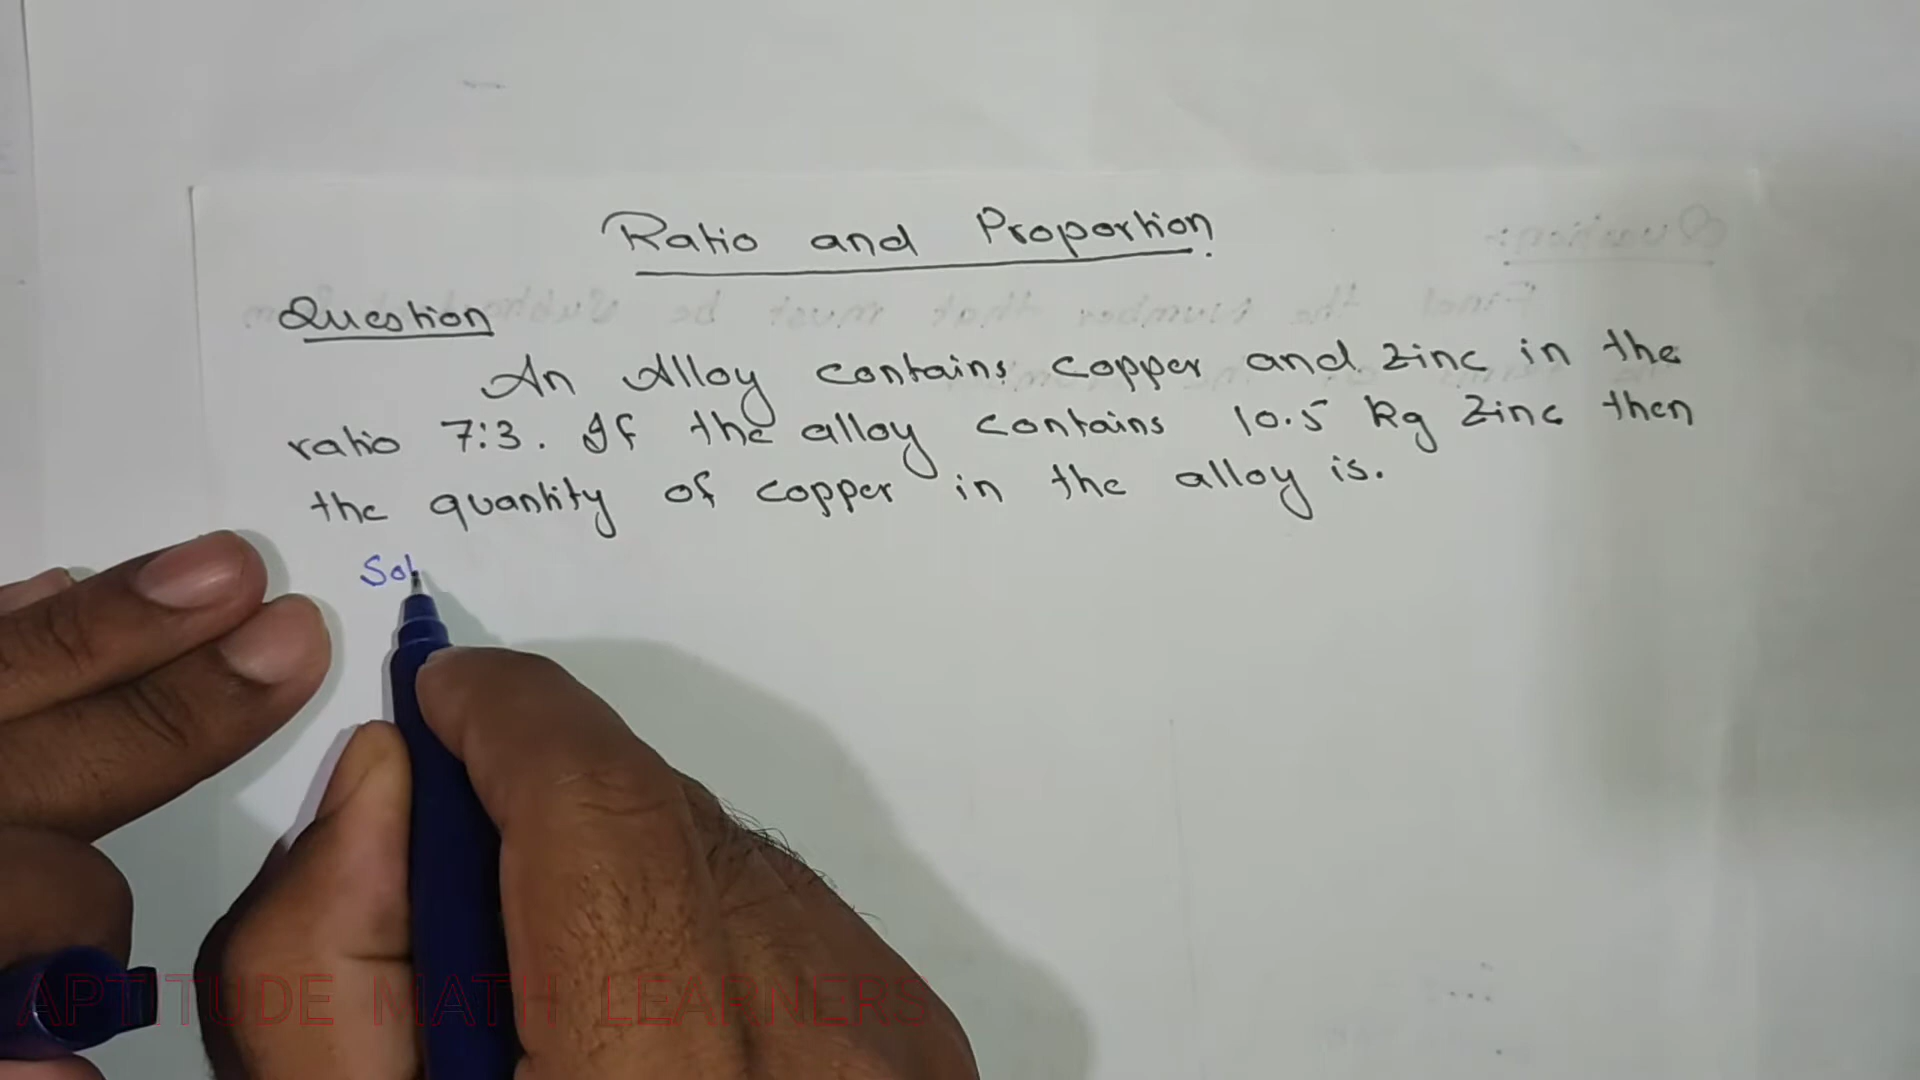 Ratio and Proportion.
Question
An Alloy contains copper and Zinc in the
ratio 7:3. If the alloy contains 10.5 kg Zinc then
the quantity of copper in the alloy is.
Sol
APTITUDE MATH LEARNERS